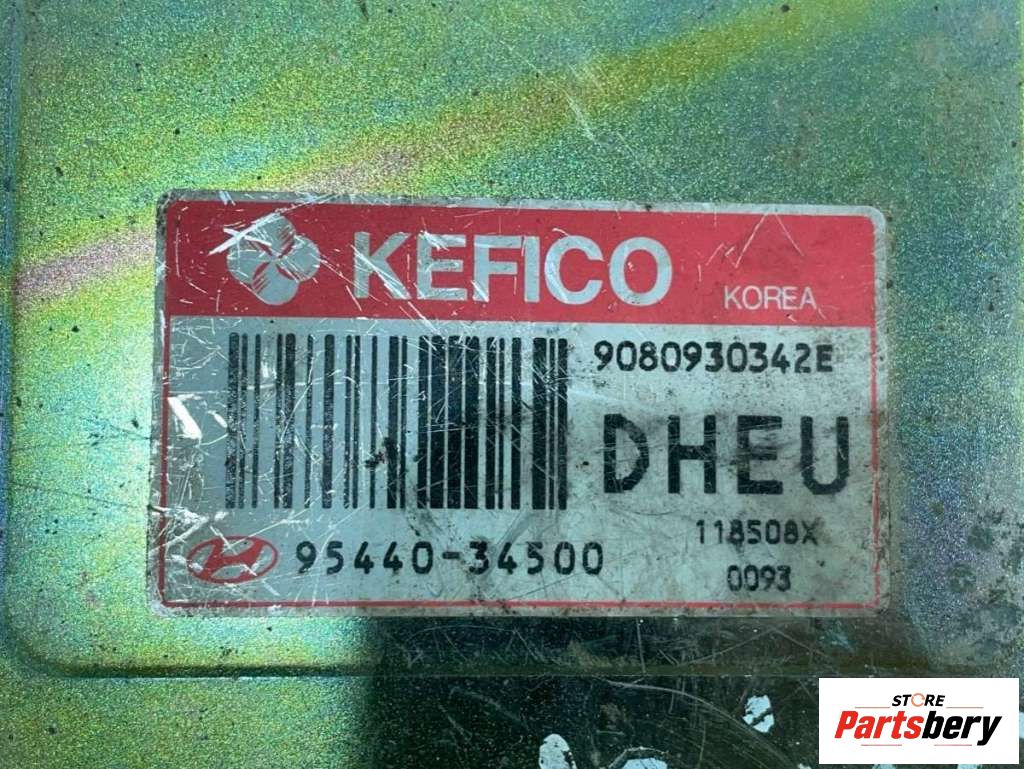 KEFICO KOREA
9080930342E
DHEU
118508X
95440-34500
0093
STORE
Partsbery